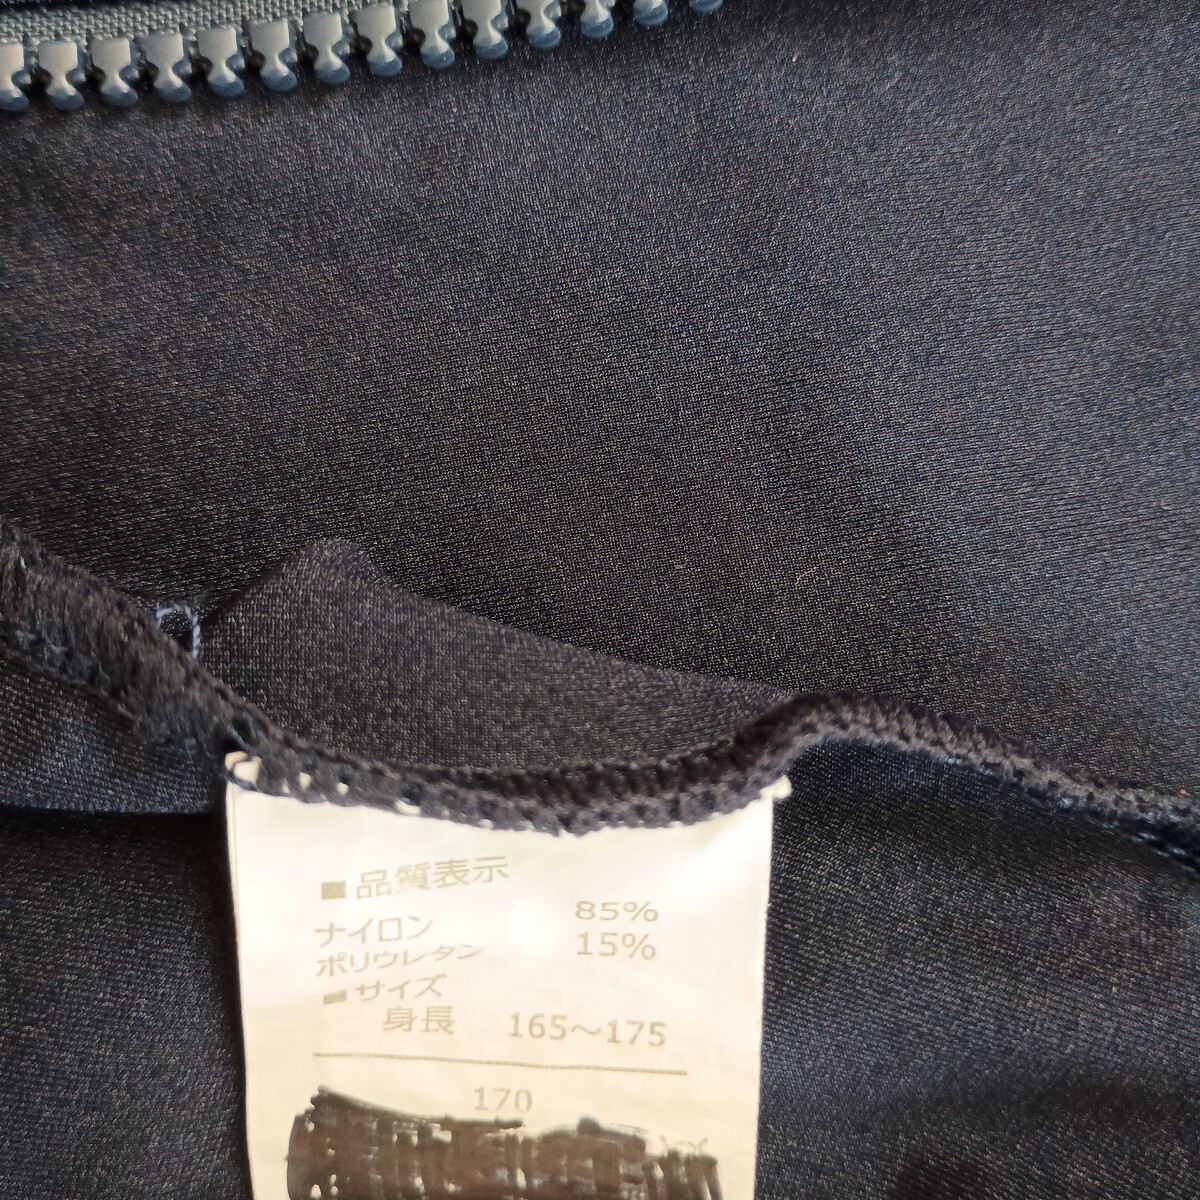 ■品質表示
ナイロン 85%
ポリウレタン 15%
■サイズ
身長 165～175
170